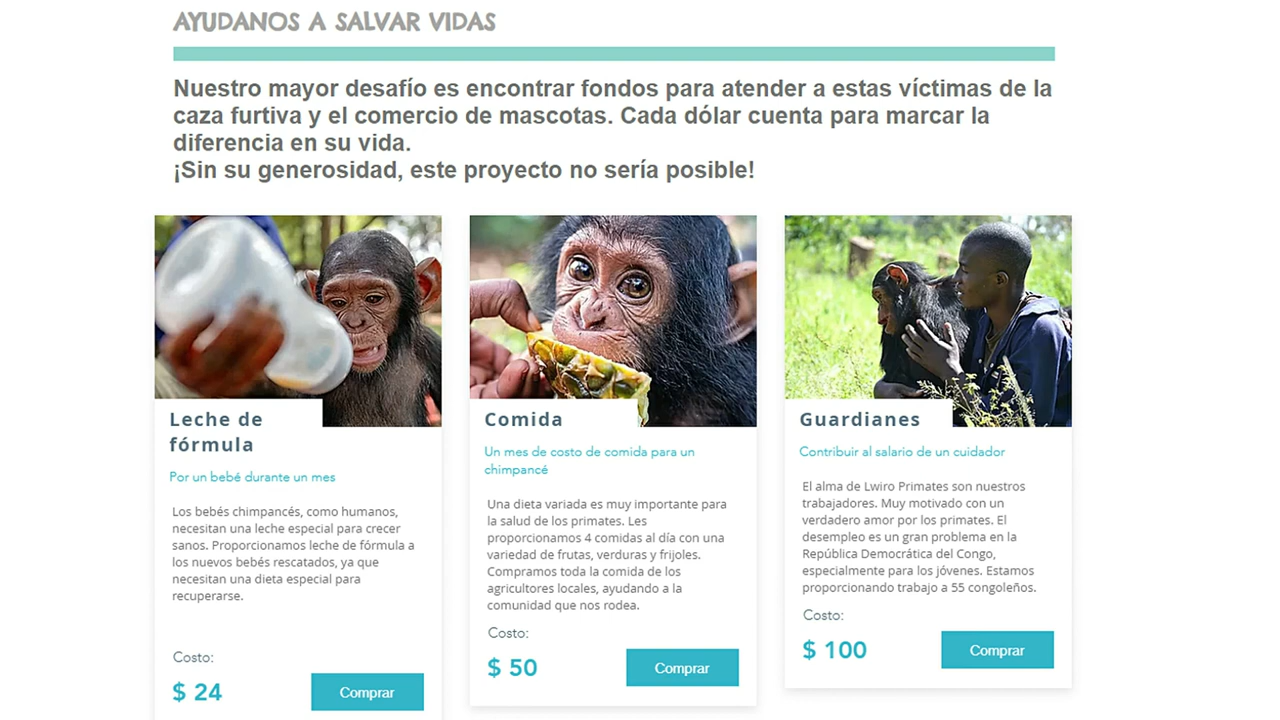 AYUDANOS A SALVAR VIDAS
Nuestro mayor desafío es encontrar fondos para atender a estas víctimas de la
caza furtiva y el comercio de mascotas. Cada dólar cuenta para marcar la
diferencia en su vida.
¡Sin su generosidad, este proyecto no sería posible!
Leche de
fórmula
Por un bebé durante un mes
Los bebés chimpancés, como humanos,
necesitan una leche especial para crecer
sanos. Proporcionamos leche de fórmula a
los nuevos bebés rescatados, ya que
necesitan una dieta especial para
recuperarse.
Costo:
$ 24
Comprar
Comida
Un mes de costo de comida para un
chimpancé
Una dieta variada es muy importante para
la salud de los primates. Les
proporcionamos 4 comidas al día con una
variedad de frutas, verduras y frijoles.
Compramos toda la comida de los
agricultores locales, ayudando a la
comunidad que nos rodea.
Costo:
$ 50
Comprar
Guardianes
Contribuir al salario de un cuidador
El alma de Lwiro Primates son nuestros
trabajadores. Muy motivado con un
verdadero amor por los primates. El
desempleo es un gran problema en la
República Democrática del Congo,
especialmente para los jóvenes. Estamos
proporcionando trabajo a 55 congoleños.
Costo:
$ 100
Comprar